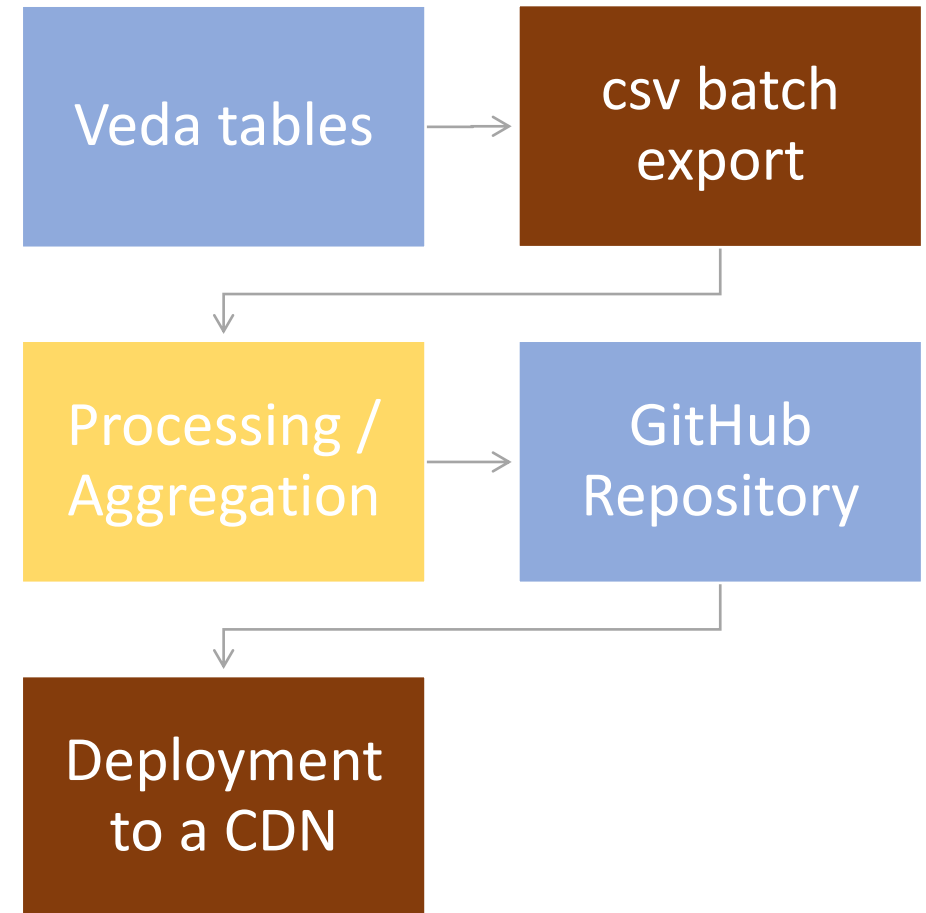 Veda tables
csv batch
export
Processing /
Aggregation
GitHub
Repository
Deployment
to a CDN